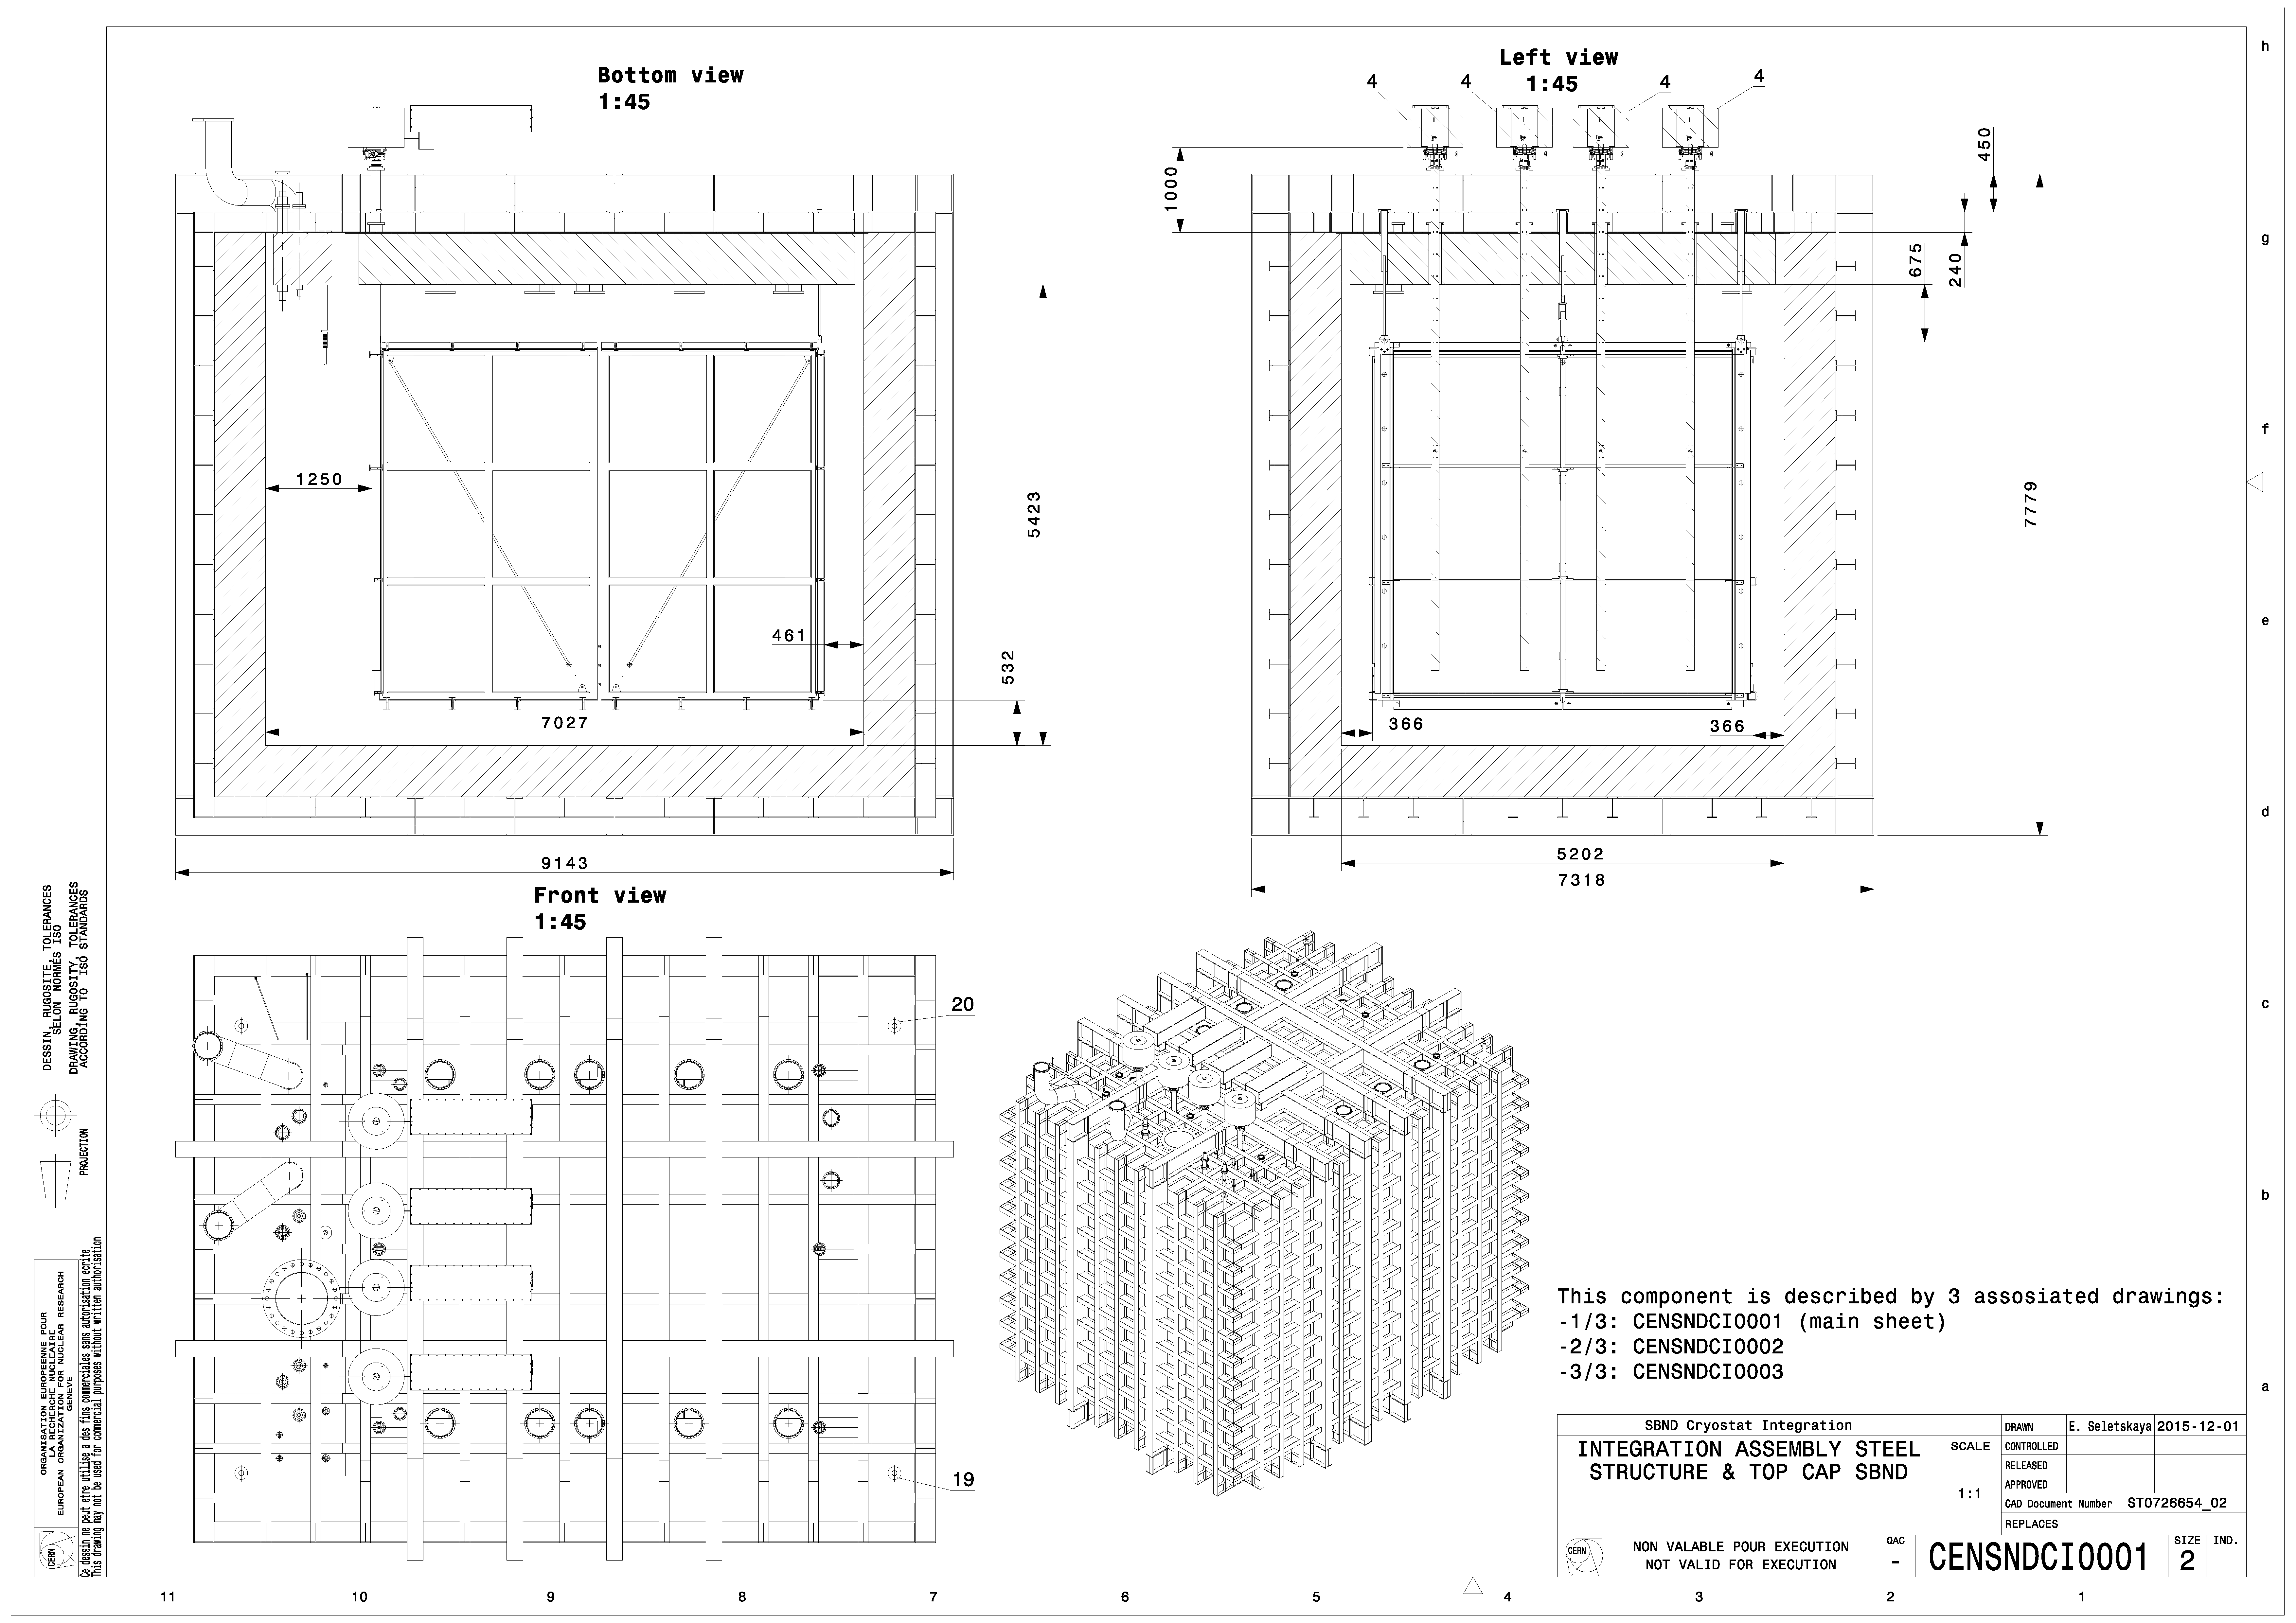 Bottom view
1:45
Left view
1:45
4
4
4
4
1000
450
675
240
7779
1250
5423
461
532
7027
366
366
9143
5202
7318
Front view
1:45
20
19
h
g
f
e
d
c
b
a
DESSIN, RUGOSITE, TOLERANCES
SELON NORMES ISO
DRAWING, RUGOSITY, TOLERANCES
ACCORDING TO ISO STANDARDS
PROJECTION
ORGANISATION EUROPEENNE POUR
LA RECHERCHE NUCLEAIRE
EUROPEAN ORGANIZATION FOR NUCLEAR RESEARCH
GENEVE
Ce dessin ne peut etre utilise a des fins commerciales sans autorisation ecrite
This drawing may not be used for commercial purposes without written authorisation
CERN
This component is described by 3 assosiated drawings:
-1/3: CENSNDCI0001 (main sheet)
-2/3: CENSNDCI0002
-3/3: CENSNDCI0003
SBND Cryostat Integration
INTEGRATION ASSEMBLY STEEL
STRUCTURE & TOP CAP SBND
SCALE
1:1
DRAWN E. Seletskaya 2015-12-01
CONTROLLED
RELEASED
APPROVED
CAD Document Number ST0726654_02
REPLACES
CERN
NON VALABLE POUR EXECUTION
NOT VALID FOR EXECUTION
QAC
-
CENSNDCI0001
SIZE
2
IND.
11 10 9 8 7 6 5 4 3 2 1